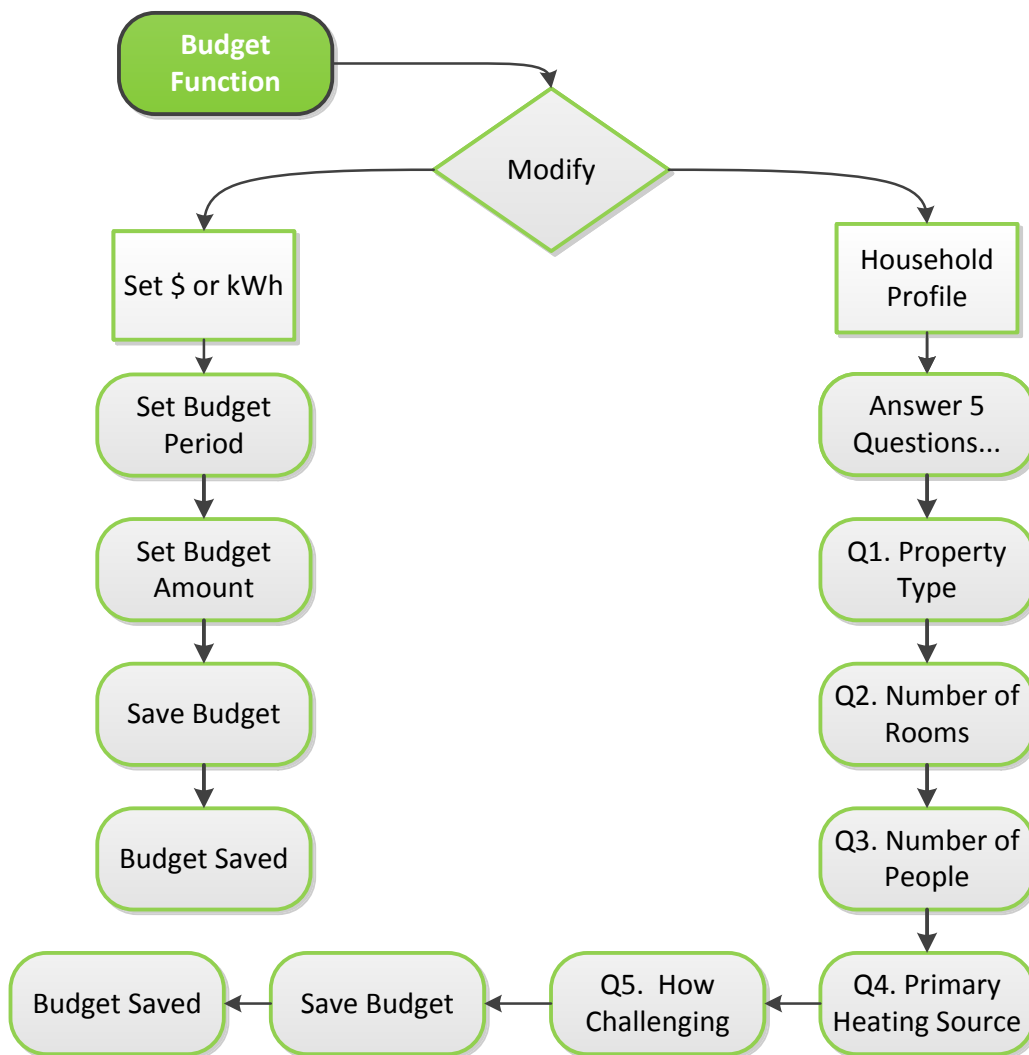 Budget
Function
Modify
Set $ or kWh
Set Budget
Period
Set Budget
Amount
Save Budget
Budget Saved
Household
Profile
Answer 5
Questions...
Q1. Property
Type
Q2. Number of
Rooms
Q3. Number of
People
Q4. Primary
Heating Source
Q5.  How
Challenging
Save Budget
Budget Saved